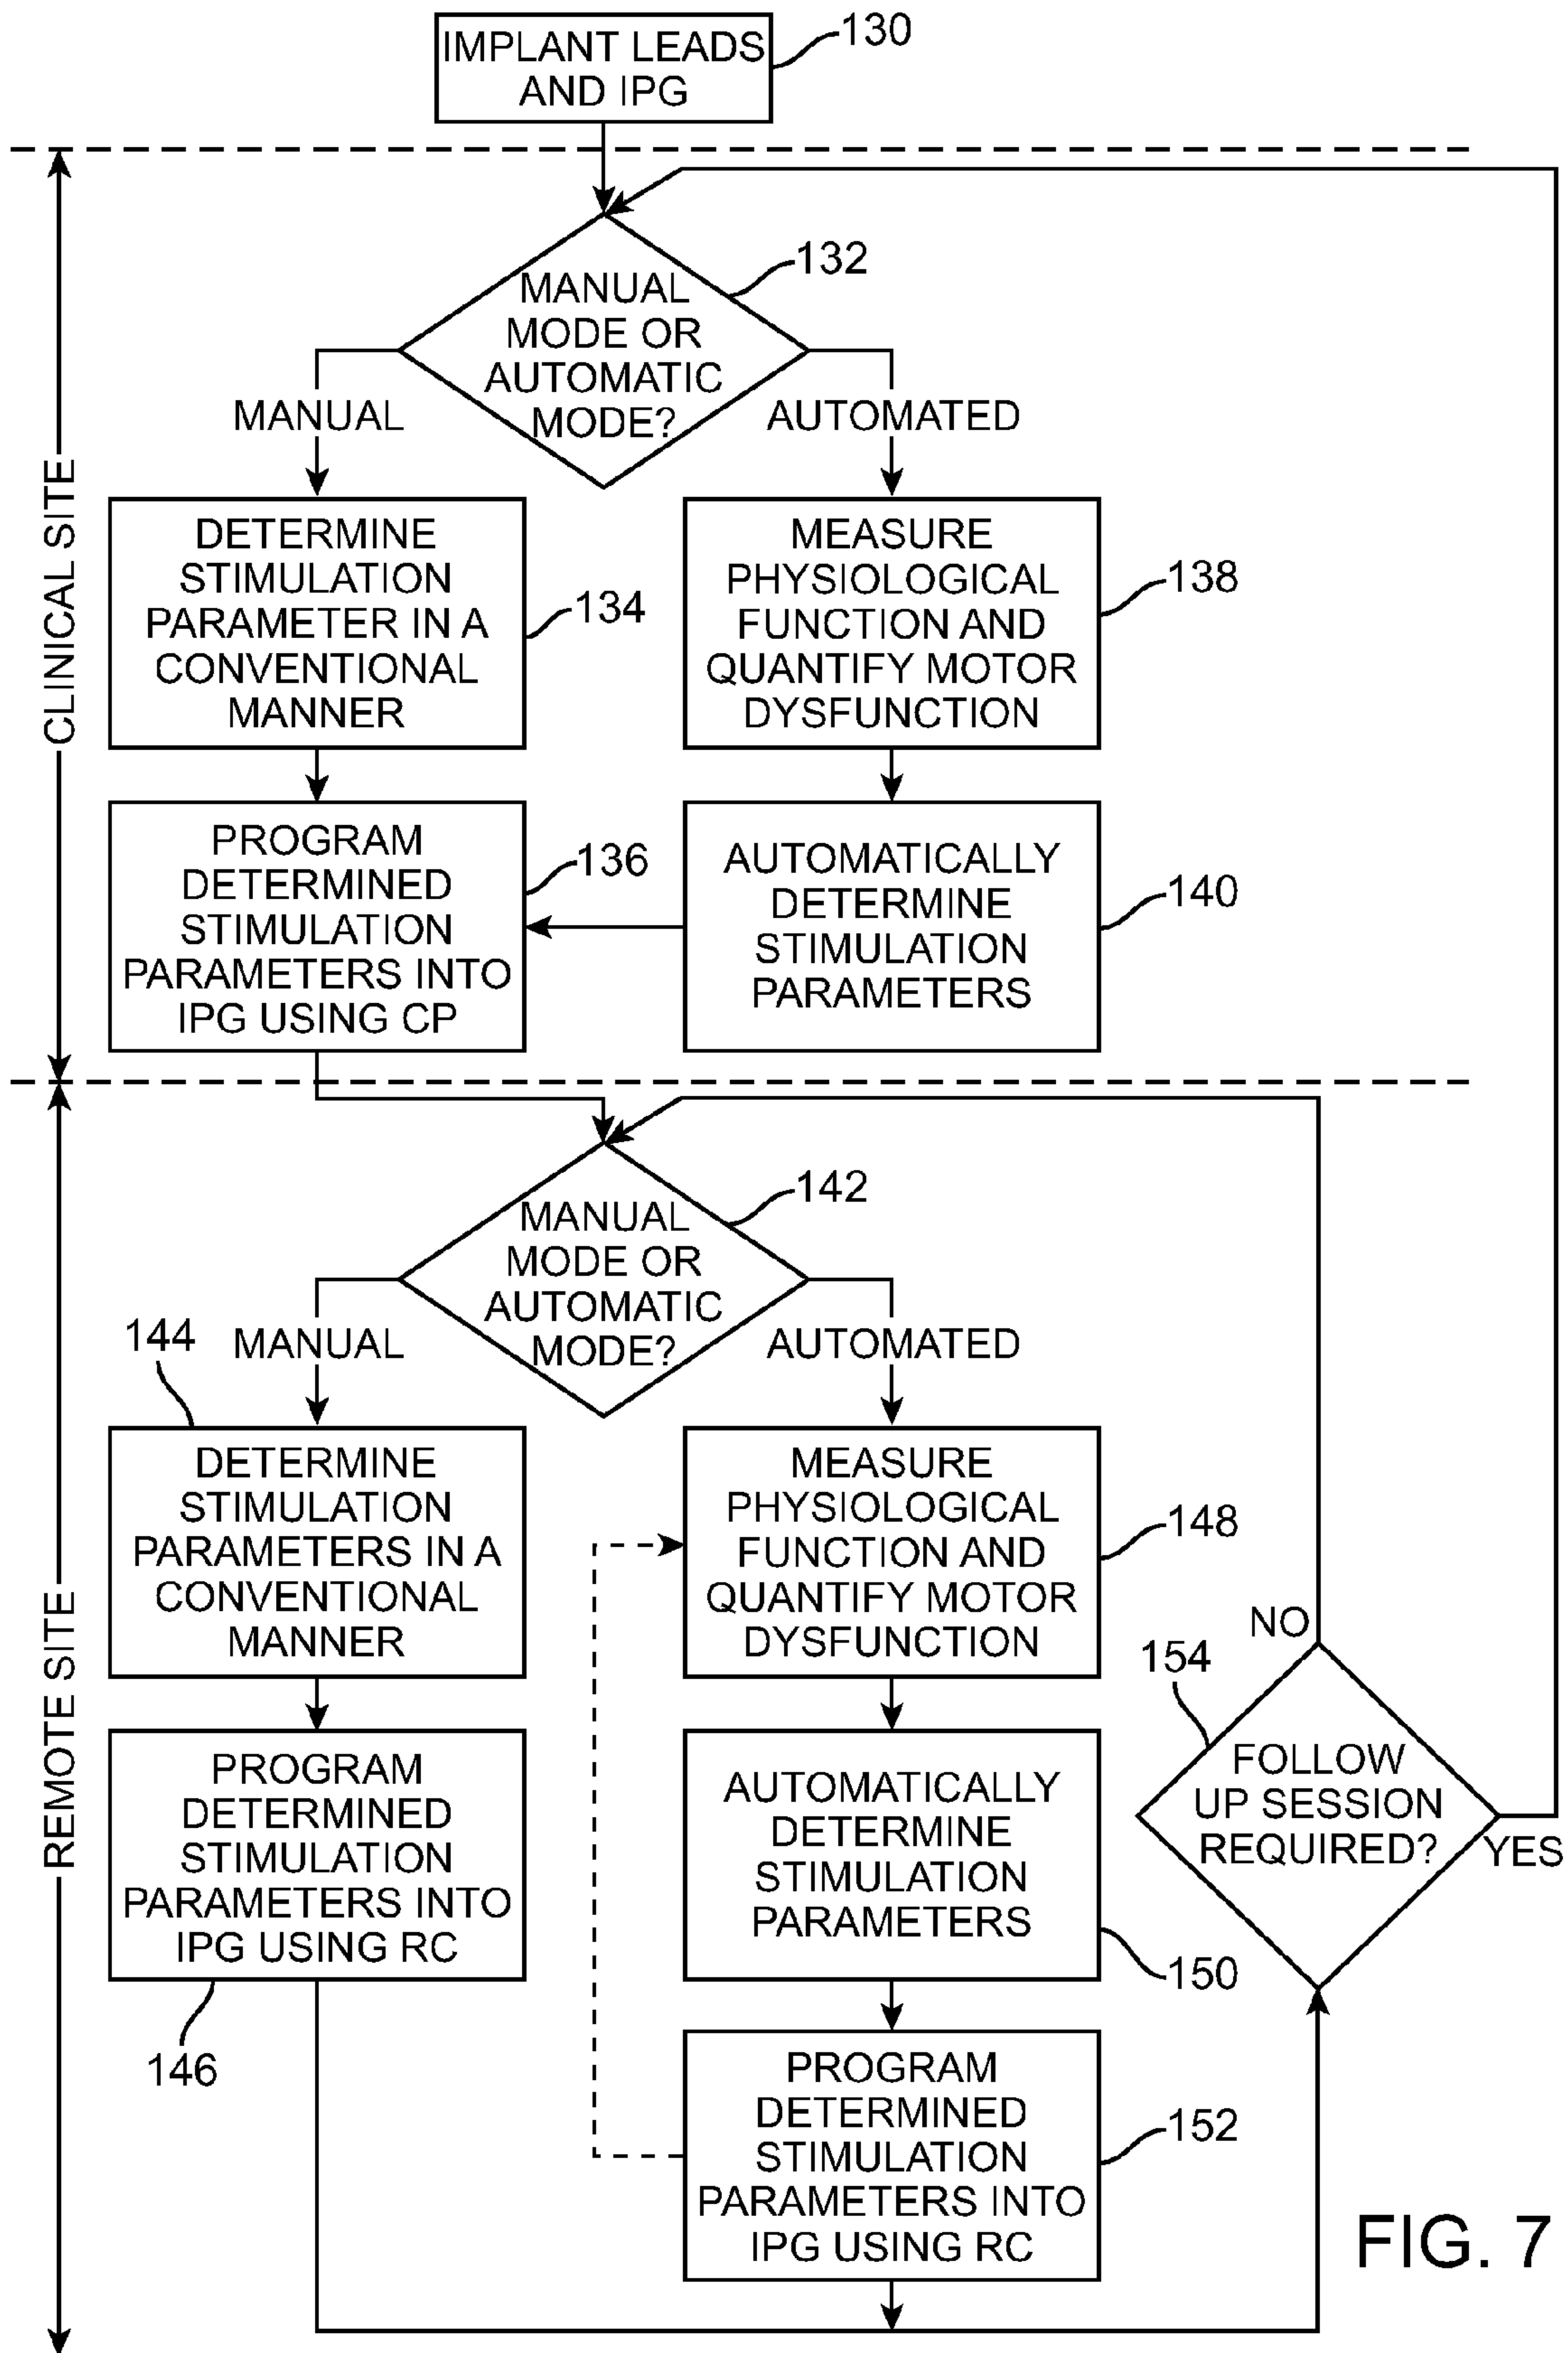 IMPLANT LEADS
AND IPG
130
MANUAL
MODE OR
AUTOMATIC
MODE?
132
MANUAL
AUTOMATED
DETERMINE
STIMULATION
PARAMETER IN A
CONVENTIONAL
MANNER
134
MEASURE
PHYSIOLOGICAL
FUNCTION AND
QUANTIFY MOTOR
DYSFUNCTION
138
CLINICAL SITE
PROGRAM
DETERMINED
STIMULATION
PARAMETERS INTO
IPG USING CP
136
AUTOMATICALLY
DETERMINE
STIMULATION
PARAMETERS
140
MANUAL
MODE OR
AUTOMATIC
MODE?
142
144
MANUAL
AUTOMATED
DETERMINE
STIMULATION
PARAMETERS IN A
CONVENTIONAL
MANNER
MEASURE
PHYSIOLOGICAL
FUNCTION AND
QUANTIFY MOTOR
DYSFUNCTION
148
REMOTE SITE
PROGRAM
DETERMINED
STIMULATION
PARAMETERS INTO
IPG USING RC
146
AUTOMATICALLY
DETERMINE
STIMULATION
PARAMETERS
150
NO
154
FOLLOW
UP SESSION
REQUIRED?
YES
PROGRAM
DETERMINED
STIMULATION
PARAMETERS INTO
IPG USING RC
152
FIG. 7